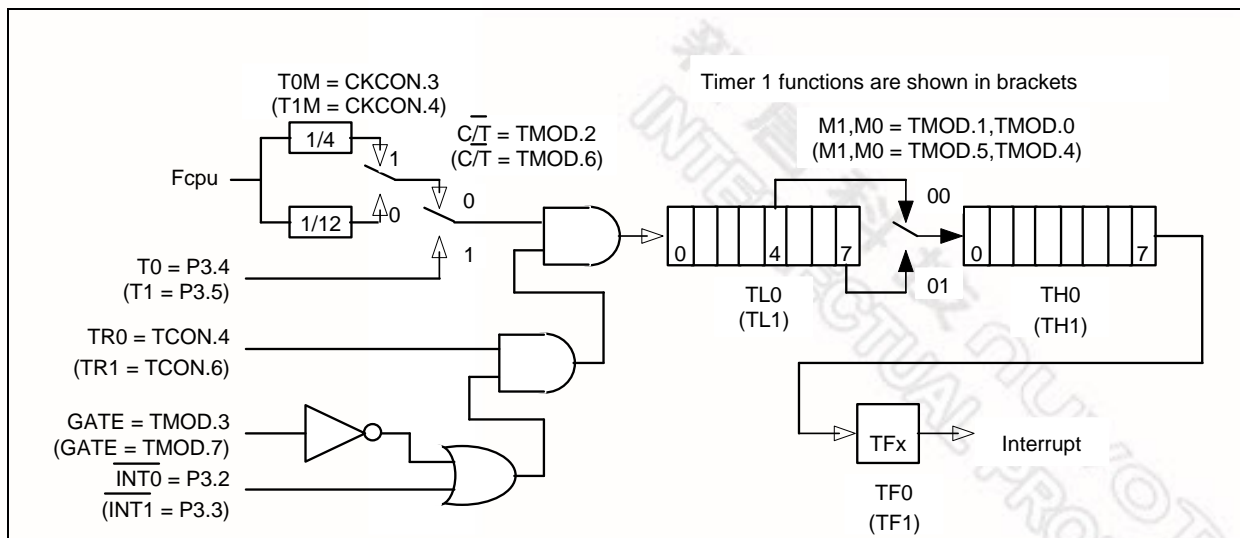 T0M = CKCON.3
(T1M = CKCON.4)
Timer 1 functions are shown in brackets
1/4
1
C/T̅ = TMOD.2
(C/T̅ = TMOD.6)
M1,M0 = TMOD.1,TMOD.0
(M1,M0 = TMOD.5,TMOD.4)
Fcpu
0
1/12
0
00
0 4 7
0 7
T0 = P3.4
(T1 = P3.5)
1
01
TL0
(TL1)
TH0
(TH1)
TR0 = TCON.4
(TR1 = TCON.6)
GATE = TMOD.3
(GATE = TMOD.7)
I̅N̅T̅0̅ = P3.2
(I̅N̅T̅1̅ = P3.3)
TFx
Interrupt
TF0
(TF1)